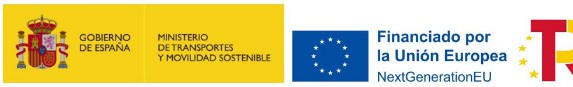 GOBIERNO
DE ESPAÑA
MINISTERIO
DE TRANSPORTES
Y MOVILIDAD SOSTENIBLE
Financiado por
la Unión Europea
NextGenerationEU